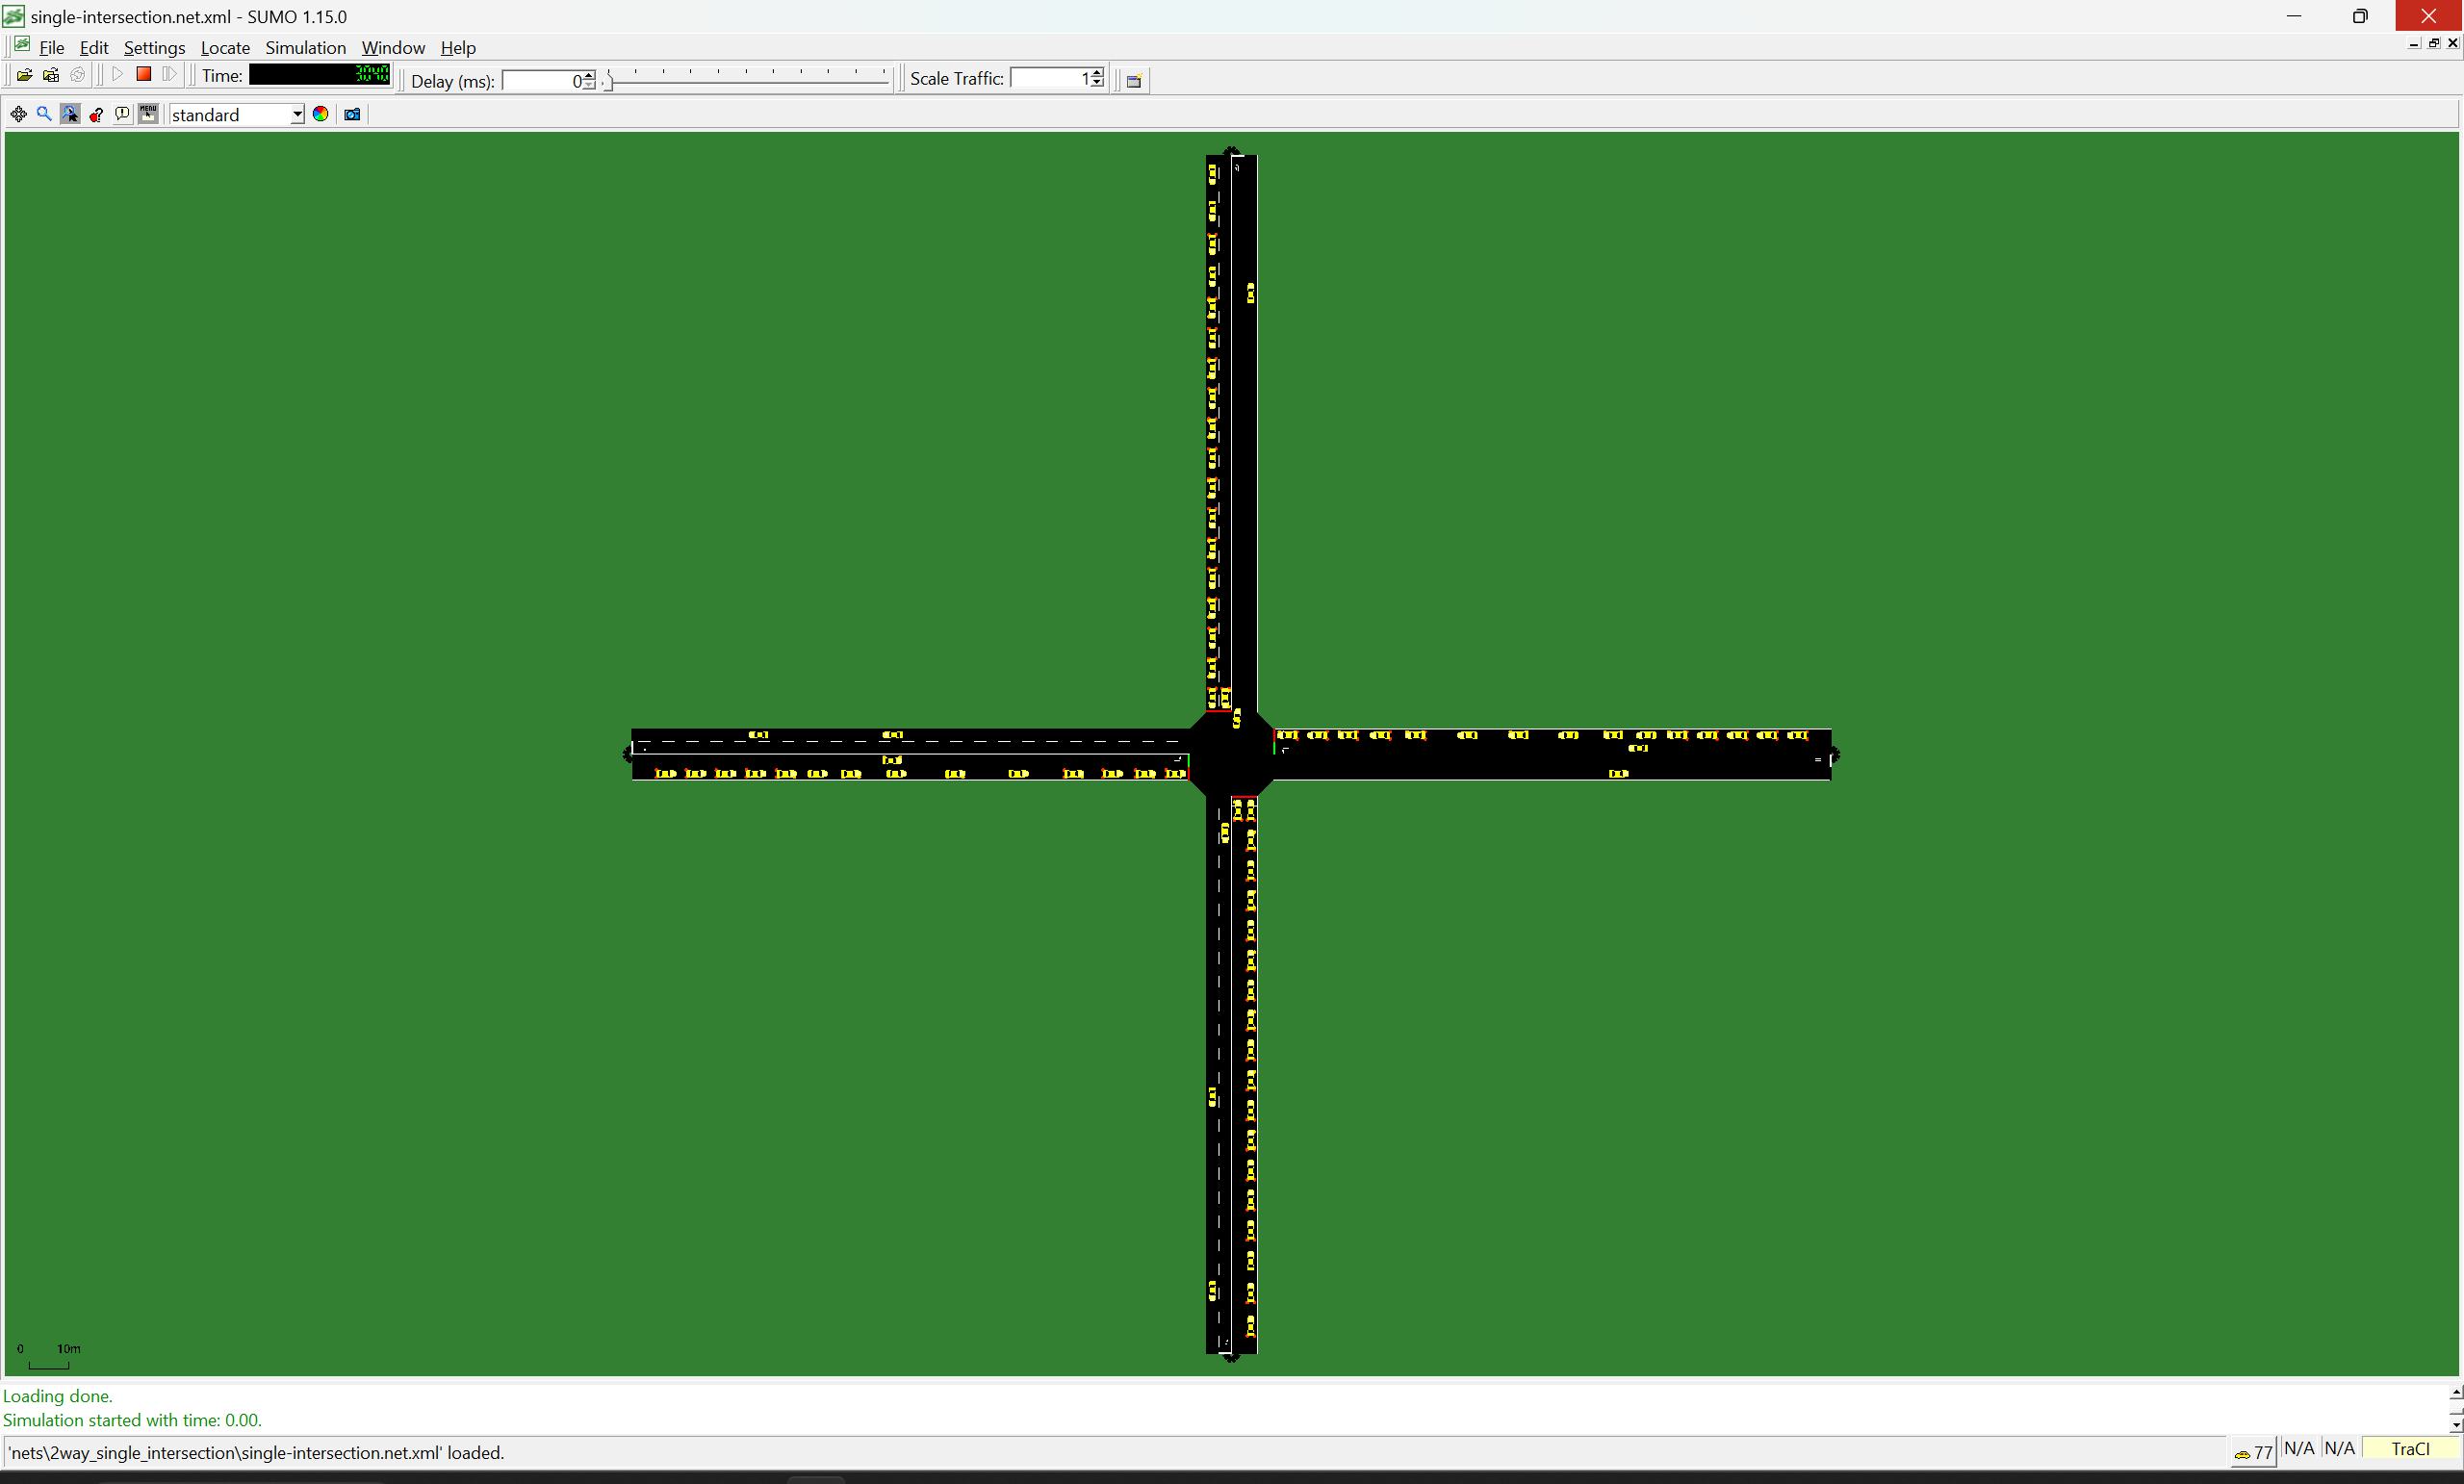 single-intersection.net.xml - SUMO 1.15.0
File Edit Settings Locate Simulation Window Help
Time: 3040 Delay (ms): 0 Scale Traffic: 1
MENU standard
0 10m
Loading done.
Simulation started with time: 0.00.
'nets\2way_single_intersection\single-intersection.net.xml' loaded. 77 N/A N/A TraCI